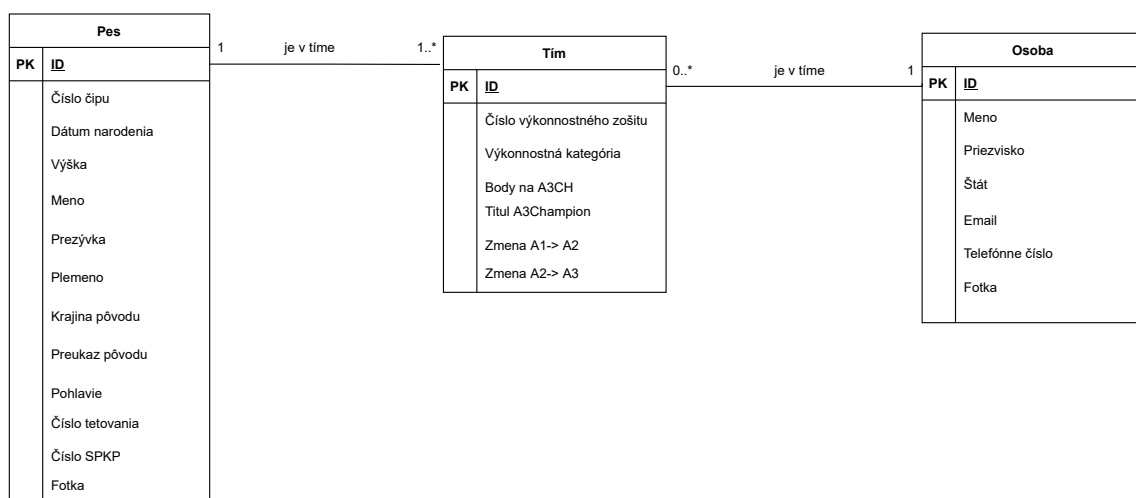 Pes
PK ID
Číslo čipu
Dátum narodenia
Výška
Meno
Prezývka
Plemeno
Krajina pôvodu
Preukaz pôvodu
Pohlavie
Číslo tetovania
Číslo SPKP
Fotka
1 je v tíme 1..*
Tím
PK ID
Číslo výkonnostného zošitu
Výkonnostná kategória
Body na A3CH
Titul A3Champion
Zmena A1-> A2
Zmena A2-> A3
0..* je v tíme 1
Osoba
PK ID
Meno
Priezvisko
Štát
Email
Telefónne číslo
Fotka